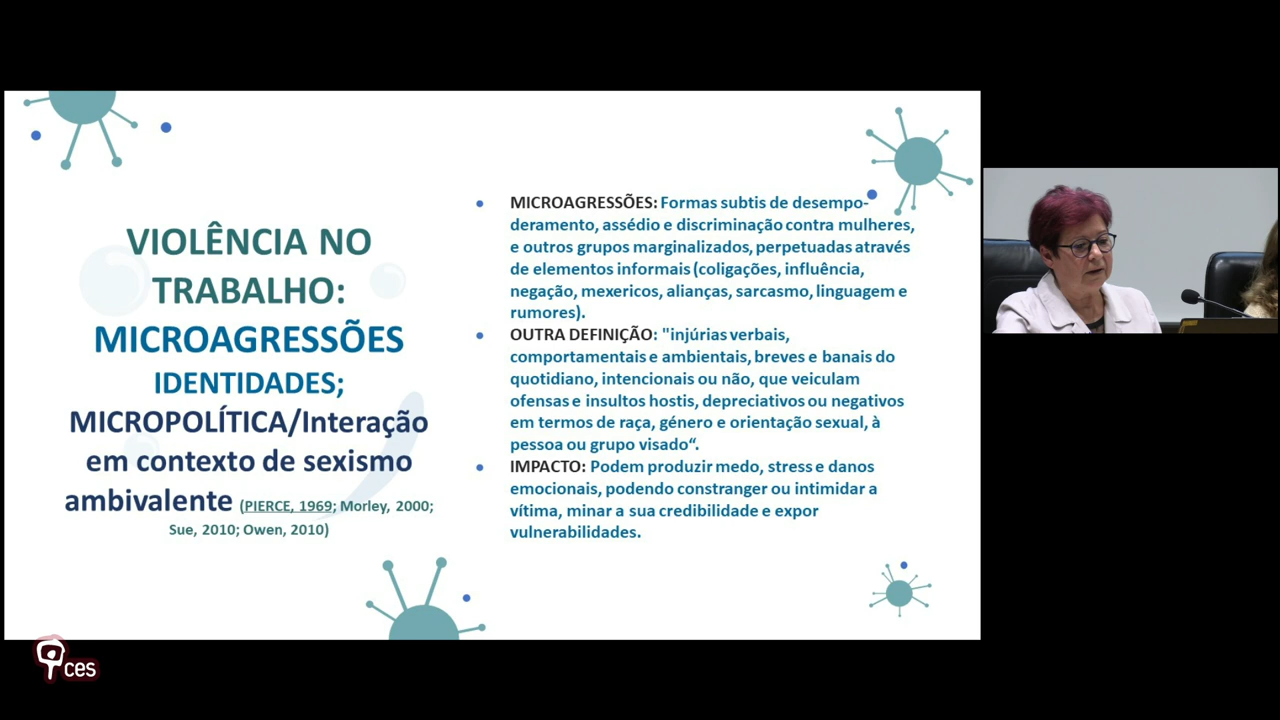 VIOLÊNCIA NO
TRABALHO:
MICROAGRESSÕES
IDENTIDADES;
MICROPOLÍTICA/Interação
em contexto de sexismo
ambivalente (PIERCE, 1969; Morley, 2000;
Sue, 2010; Owen, 2010)
MICROAGRESSÕES: Formas subtis de desempo-
deramento, assédio e discriminação contra mulheres,
e outros grupos marginalizados, perpetuadas através
de elementos informais (coligações, influência,
negação, mexericos, alianças, sarcasmo, linguagem e
rumores).
OUTRA DEFINIÇÃO: "injúrias verbais,
comportamentais e ambientais, breves e banais do
quotidiano, intencionais ou não, que veiculam
ofensas e insultos hostis, depreciativos ou negativos
em termos de raça, género e orientação sexual, à
pessoa ou grupo visado“.
IMPACTO: Podem produzir medo, stress e danos
emocionais, podendo constranger ou intimidar a
vítima, minar a sua credibilidade e expor
vulnerabilidades.
ces